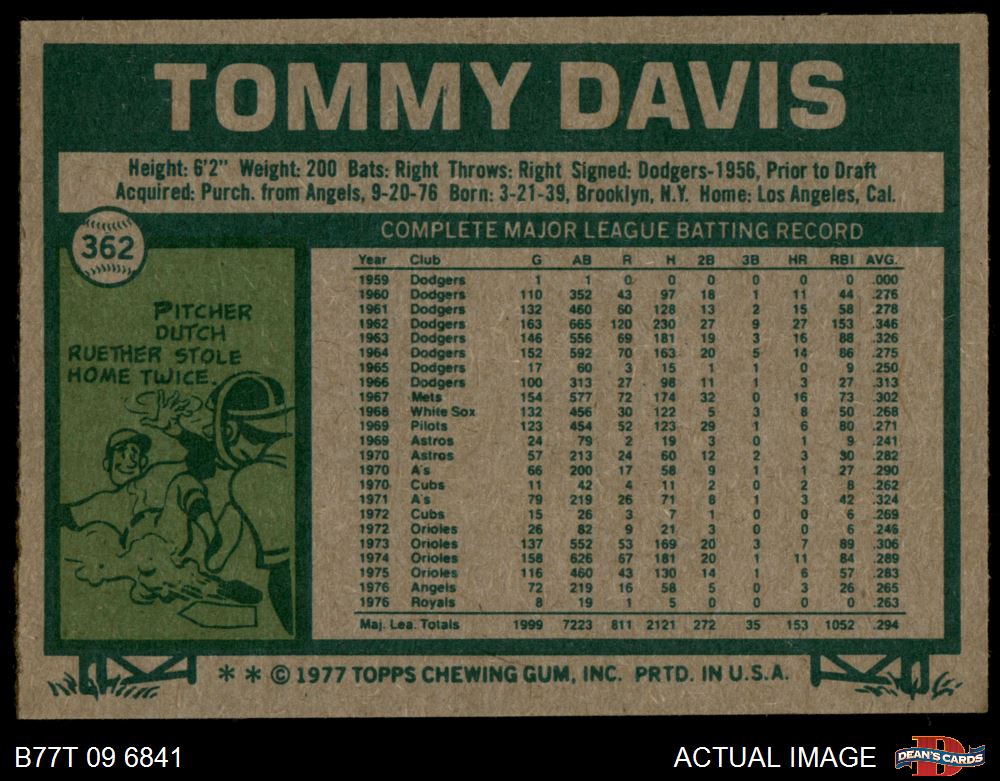 TOMMY DAVIS
Height: 6'2" Weight: 200 Bats: Right Throws: Right Signed: Dodgers-1956, Prior to Draft
Acquired: Purch. from Angels, 9-20-76 Born: 3-21-39, Brooklyn, N.Y. Home: Los Angeles, Cal.
362
PITCHER
DUTCH
RUETHER STOLE
HOME TWICE.
COMPLETE MAJOR LEAGUE BATTING RECORD
Year Club G AB R H 2B 3B HR RBI AVG.
1959 Dodgers 1 1 0 0 0 0 0 0 .000
1960 Dodgers 110 352 43 97 18 1 11 44 .276
1961 Dodgers 132 460 60 128 13 2 15 58 .278
1962 Dodgers 163 665 120 230 27 9 27 153 .346
1963 Dodgers 146 556 69 181 19 3 16 88 .326
1964 Dodgers 152 592 70 163 20 5 14 86 .275
1965 Dodgers 17 60 3 15 1 1 0 9 .250
1966 Dodgers 100 313 27 98 11 1 3 27 .313
1967 Mets 154 577 72 174 32 0 16 73 .302
1968 White Sox 132 456 30 122 5 3 8 50 .268
1969 Pilots 123 454 52 123 29 1 6 80 .271
1969 Astros 24 79 2 19 3 0 1 9 .241
1970 Astros 57 213 24 60 12 2 3 30 .282
1970 A's 66 200 17 58 9 1 1 27 .290
1970 Cubs 11 42 4 11 2 0 2 8 .262
1971 A's 79 219 26 71 8 1 3 42 .324
1972 Cubs 15 26 3 7 1 0 0 6 .269
1972 Orioles 26 82 9 21 3 0 0 6 .246
1973 Orioles 137 552 53 169 20 3 7 89 .306
1974 Orioles 158 626 67 181 20 1 11 84 .289
1975 Orioles 116 460 43 130 14 1 6 57 .283
1976 Angels 72 219 16 58 5 0 3 26 .265
1976 Royals 8 19 1 5 0 0 0 0 .263
Maj. Lea. Totals 1999 7223 811 2121 272 35 153 1052 .294
* * © 1977 TOPPS CHEWING GUM, INC. PRTD. IN U.S.A.
B77T 09 6841
ACTUAL IMAGE
D
DEAN'S CARDS